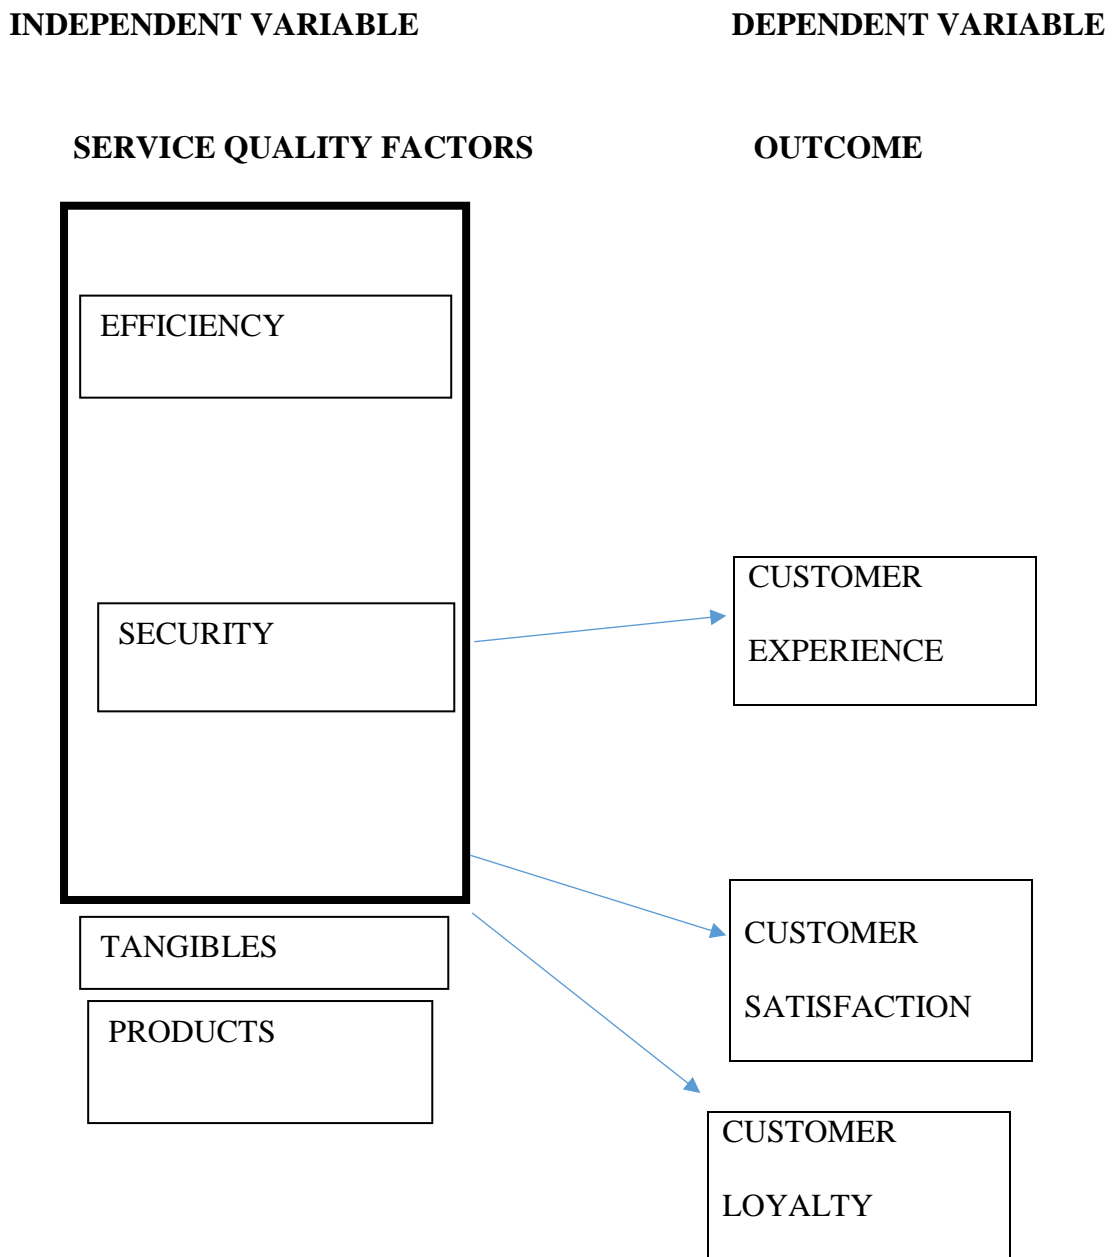 INDEPENDENT VARIABLE
DEPENDENT VARIABLE
SERVICE QUALITY FACTORS
OUTCOME
EFFICIENCY
SECURITY
TANGIBLES
PRODUCTS
CUSTOMER
EXPERIENCE
CUSTOMER
SATISFACTION
CUSTOMER
LOYALTY